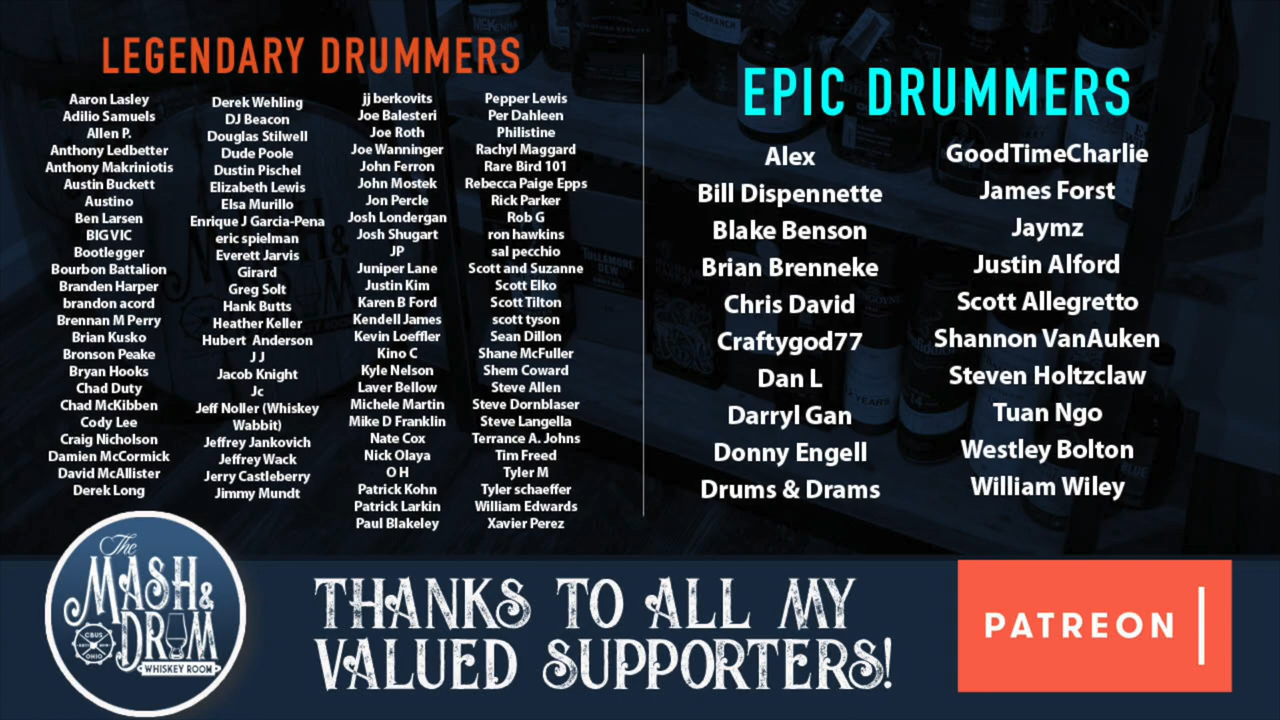 LEGENDARY DRUMMERS
Aaron Lasley
Adilio Samuels
Allen P.
Anthony Ledbetter
Anthony Makriniotis
Austin Buckett
Austino
Ben Larsen
BIG VIC
Bootlegger
Bourbon Battalion
Branden Harper
brandon acord
Brennan M Perry
Brian Kusko
Bronson Peake
Bryan Hooks
Chad Duty
Chad McKibben
Cody Lee
Craig Nicholson
Damien McCormick
David McAllister
Derek Long
Derek Wehling
DJ Beacon
Douglas Stilwell
Dude Poole
Dustin Pischel
Elizabeth Lewis
Elsa Murillo
Enrique J Garcia-Pena
eric spielman
Everett Jarvis
Girard
Greg Solt
Hank Butts
Heather Keller
Hubert Anderson
J J
Jacob Knight
Jc
Jeff Noller (Whiskey
Wabbit)
Jeffrey Jankovich
Jeffrey Wack
Jerry Castleberry
Jimmy Mundt
jj berkovits
Joe Balesteri
Joe Roth
Joe Wanninger
John Ferron
John Mostek
Jon Percle
Josh Londergan
Josh Shugart
JP
Juniper Lane
Justin Kim
Karen B Ford
Kendell James
Kevin Loeffler
Kino C
Kyle Nelson
Laver Bellow
Michele Martin
Mike D Franklin
Nate Cox
Nick Olaya
O H
Patrick Kohn
Patrick Larkin
Paul Blakeley
Pepper Lewis
Per Dahleen
Philistine
Rachyl Maggard
Rare Bird 101
Rebecca Paige Epps
Rick Parker
Rob G
ron hawkins
sal pecchio
Scott and Suzanne
Scott Elko
Scott Tilton
scott tyson
Sean Dillon
Shane McFuller
Shem Coward
Steve Allen
Steve Dornblaser
Steve Langella
Terrance A. Johns
Tim Freed
Tyler M
Tyler schaeffer
William Edwards
Xavier Perez
EPIC DRUMMERS
Alex
Bill Dispennette
Blake Benson
Brian Brenneke
Chris David
Craftygod77
Dan L
Darryl Gan
Donny Engell
Drums & Drams
GoodTimeCharlie
James Forst
Jaymz
Justin Alford
Scott Allegretto
Shannon VanAuken
Steven Holtzclaw
Tuan Ngo
Westley Bolton
William Wiley
The
MASH &
DRUM
CBUS
OHIO
WHISKEY ROOM
THANKS TO ALL MY
VALUED SUPPORTERS!
PATREON
LONGBRANCH
TULLAMORE
DEW
YEARS
14